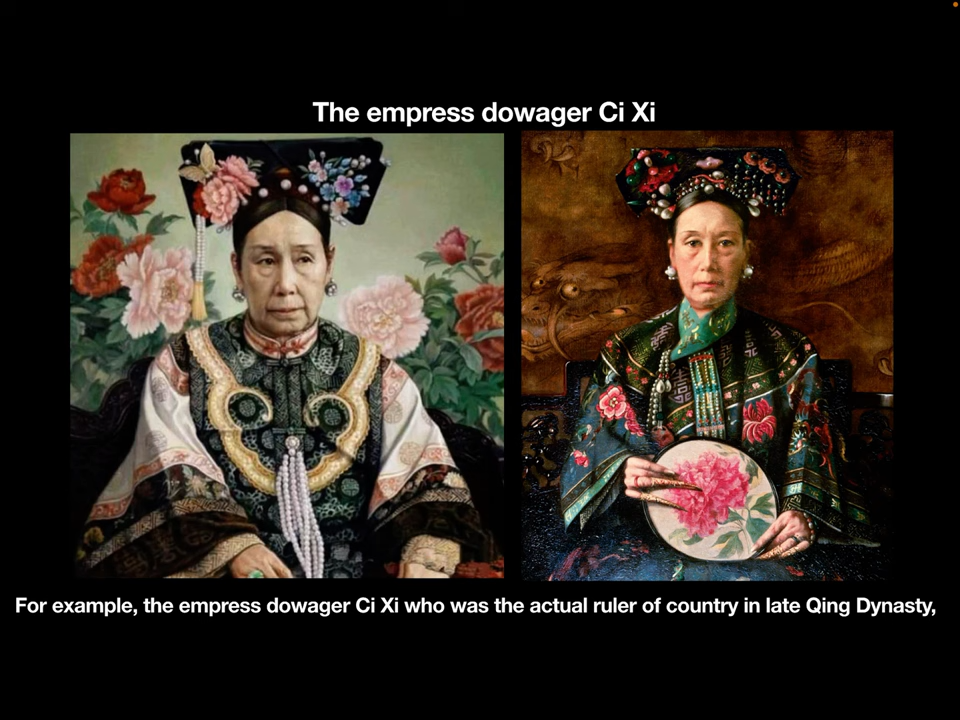 The empress dowager Ci Xi
For example, the empress dowager Ci Xi who was the actual ruler of country in late Qing Dynasty,